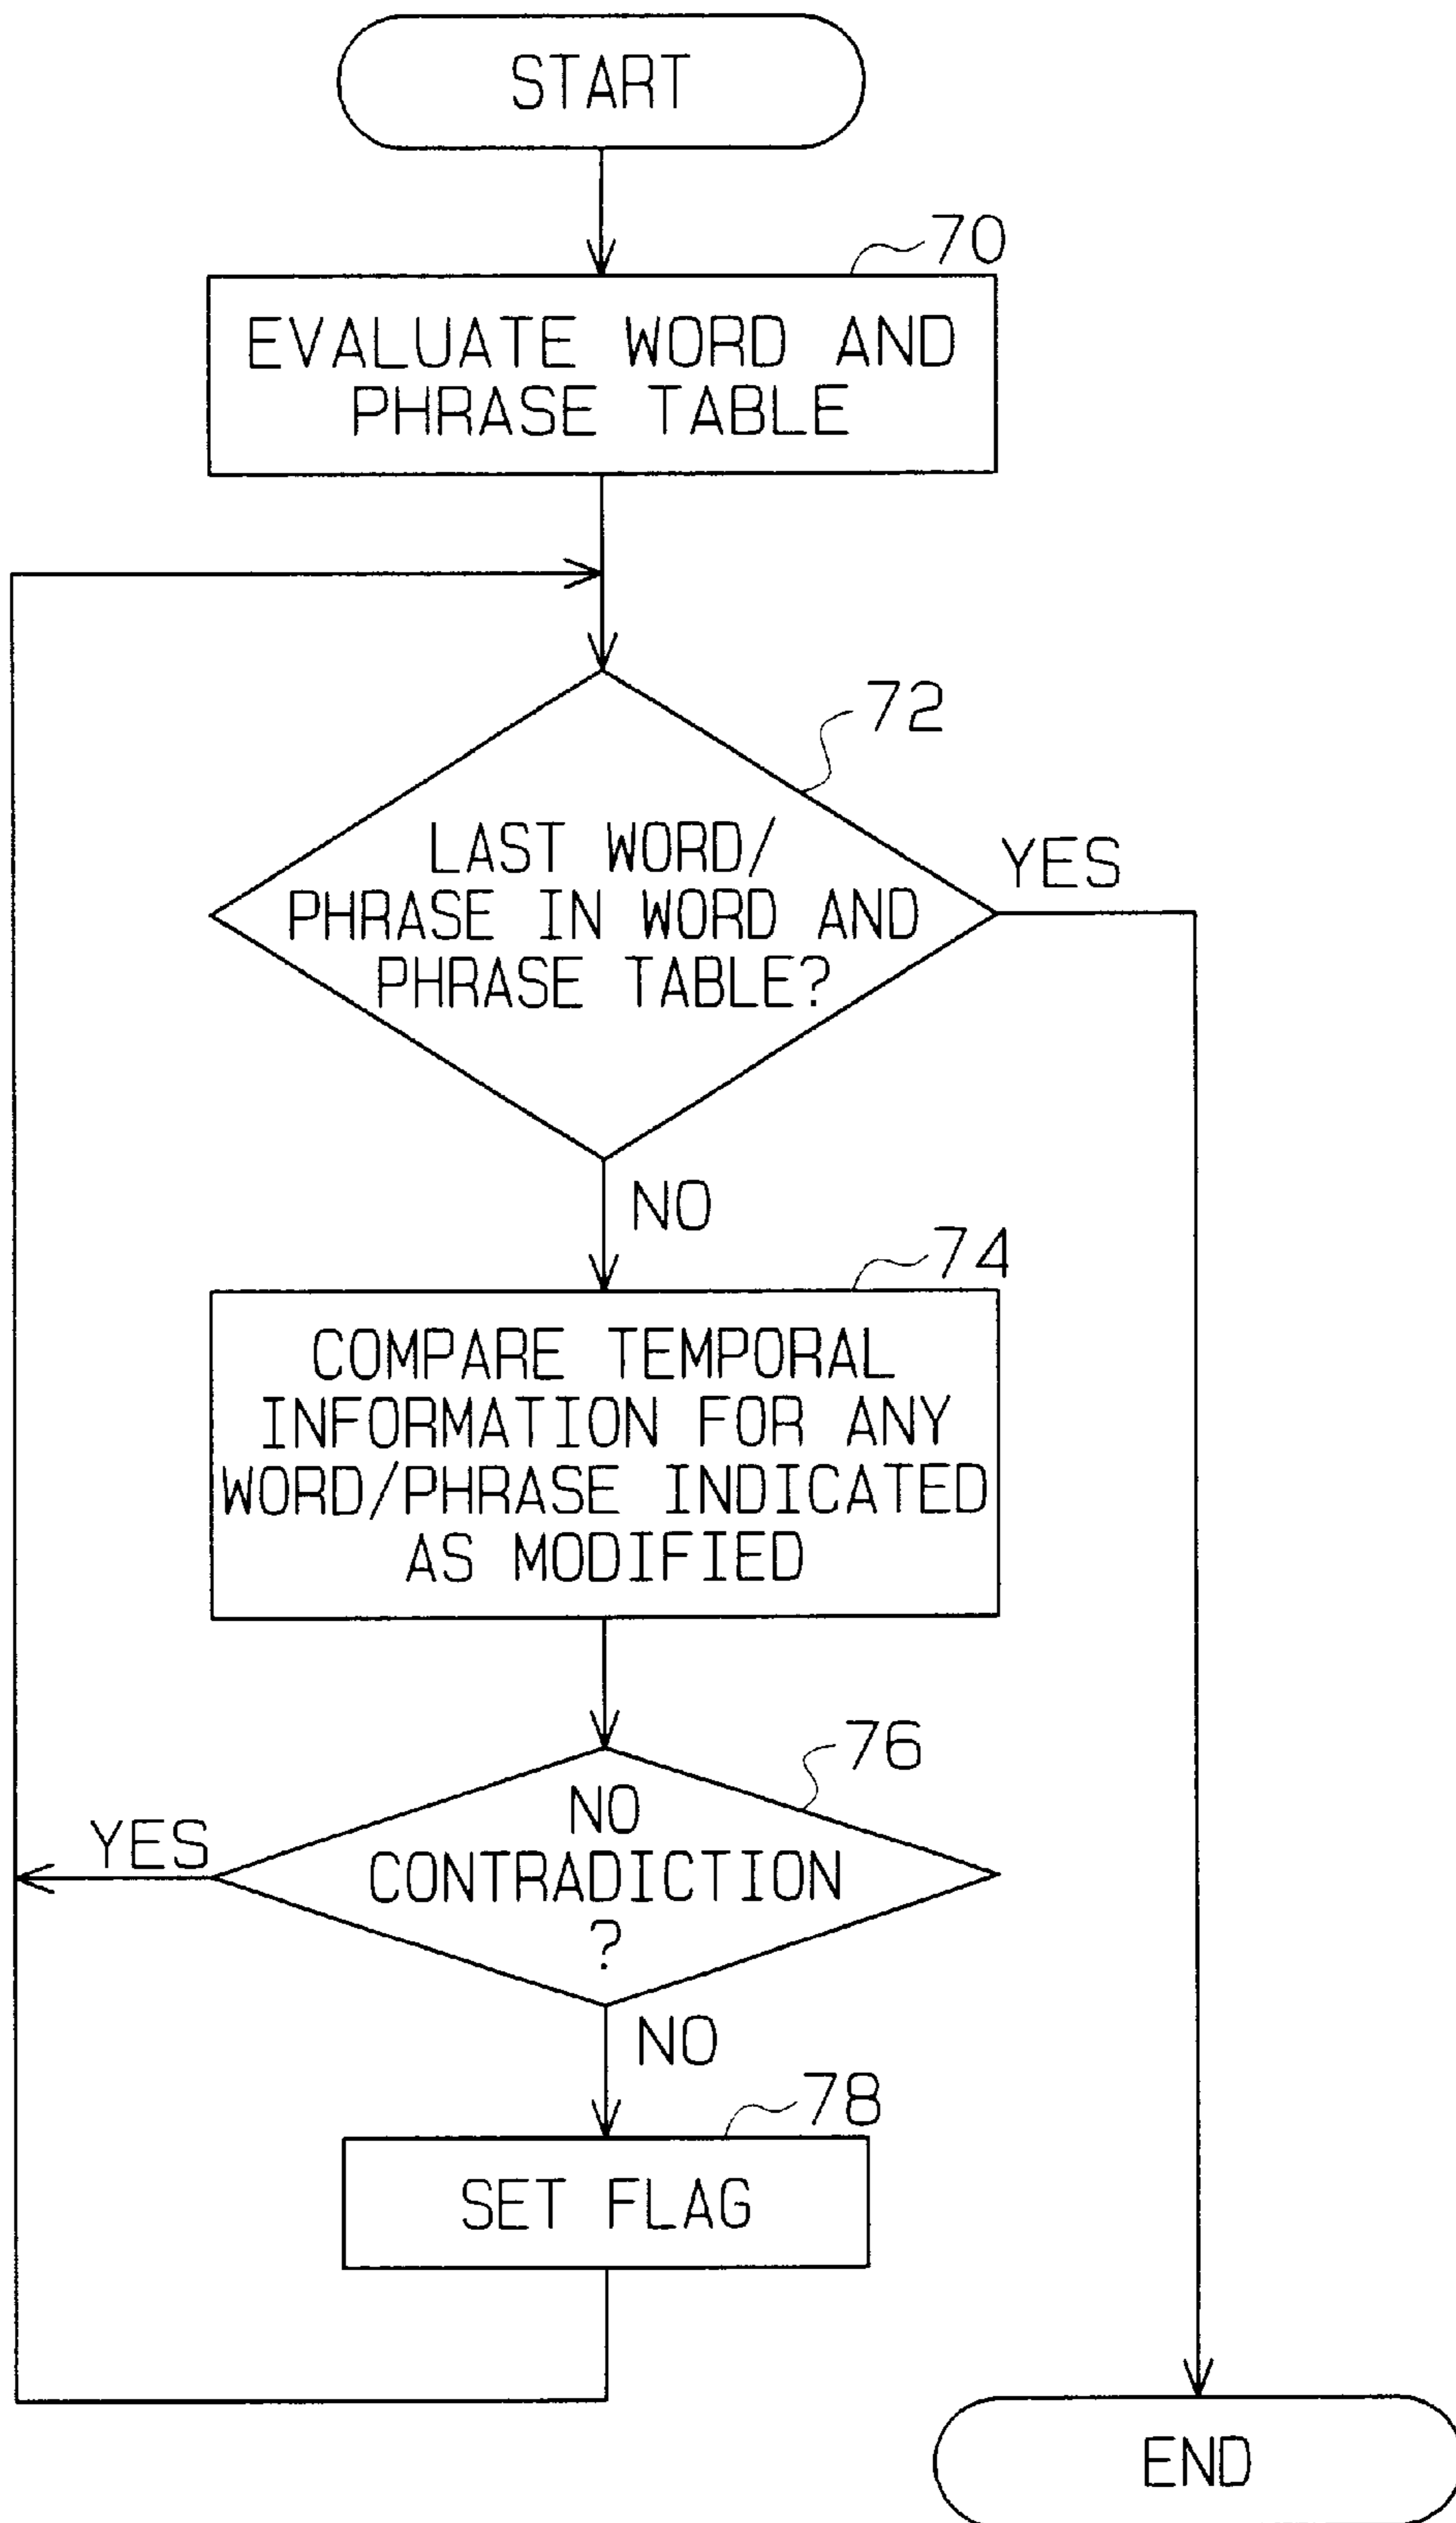 START
70
EVALUATE WORD AND
PHRASE TABLE
72
LAST WORD/
PHRASE IN WORD AND
PHRASE TABLE?
YES
NO
74
COMPARE TEMPORAL
INFORMATION FOR ANY
WORD/PHRASE INDICATED
AS MODIFIED
76
NO
CONTRADICTION
?
YES
NO
78
SET FLAG
END